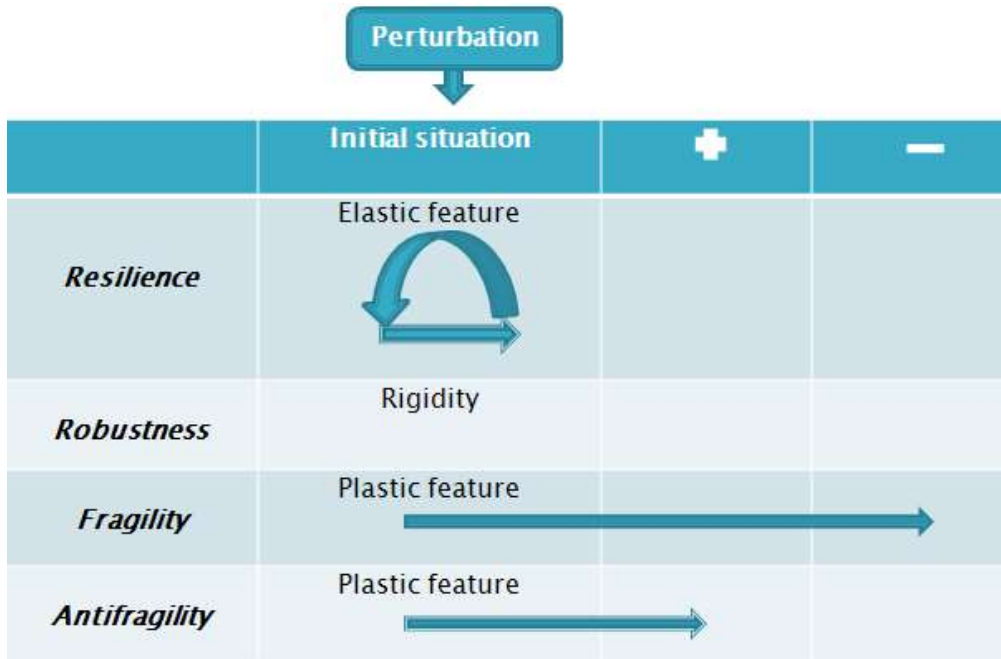 Perturbation
Initial situation
Elastic feature
Resilience
Rigidity
Robustness
Plastic feature
Fragility
Plastic feature
Antifragility